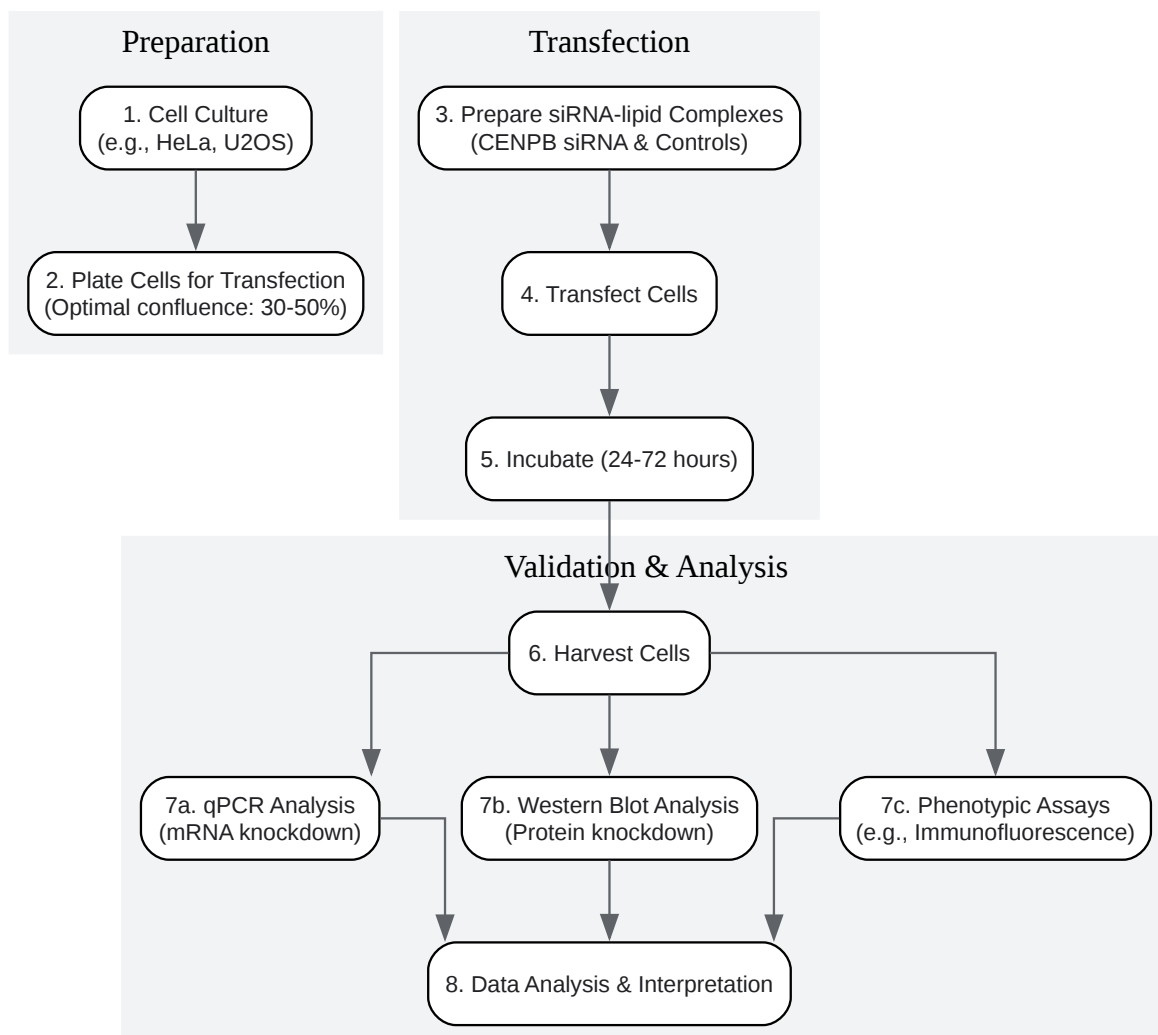 Preparation
1. Cell Culture
(e.g., HeLa, U2OS)
2. Plate Cells for Transfection
(Optimal confluence: 30-50%)
Transfection
3. Prepare siRNA-lipid Complexes
(CENPB siRNA & Controls)
4. Transfect Cells
5. Incubate (24-72 hours)
Validation & Analysis
6. Harvest Cells
7a. qPCR Analysis
(mRNA knockdown)
7b. Western Blot Analysis
(Protein knockdown)
7c. Phenotypic Assays
(e.g., Immunofluorescence)
8. Data Analysis & Interpretation